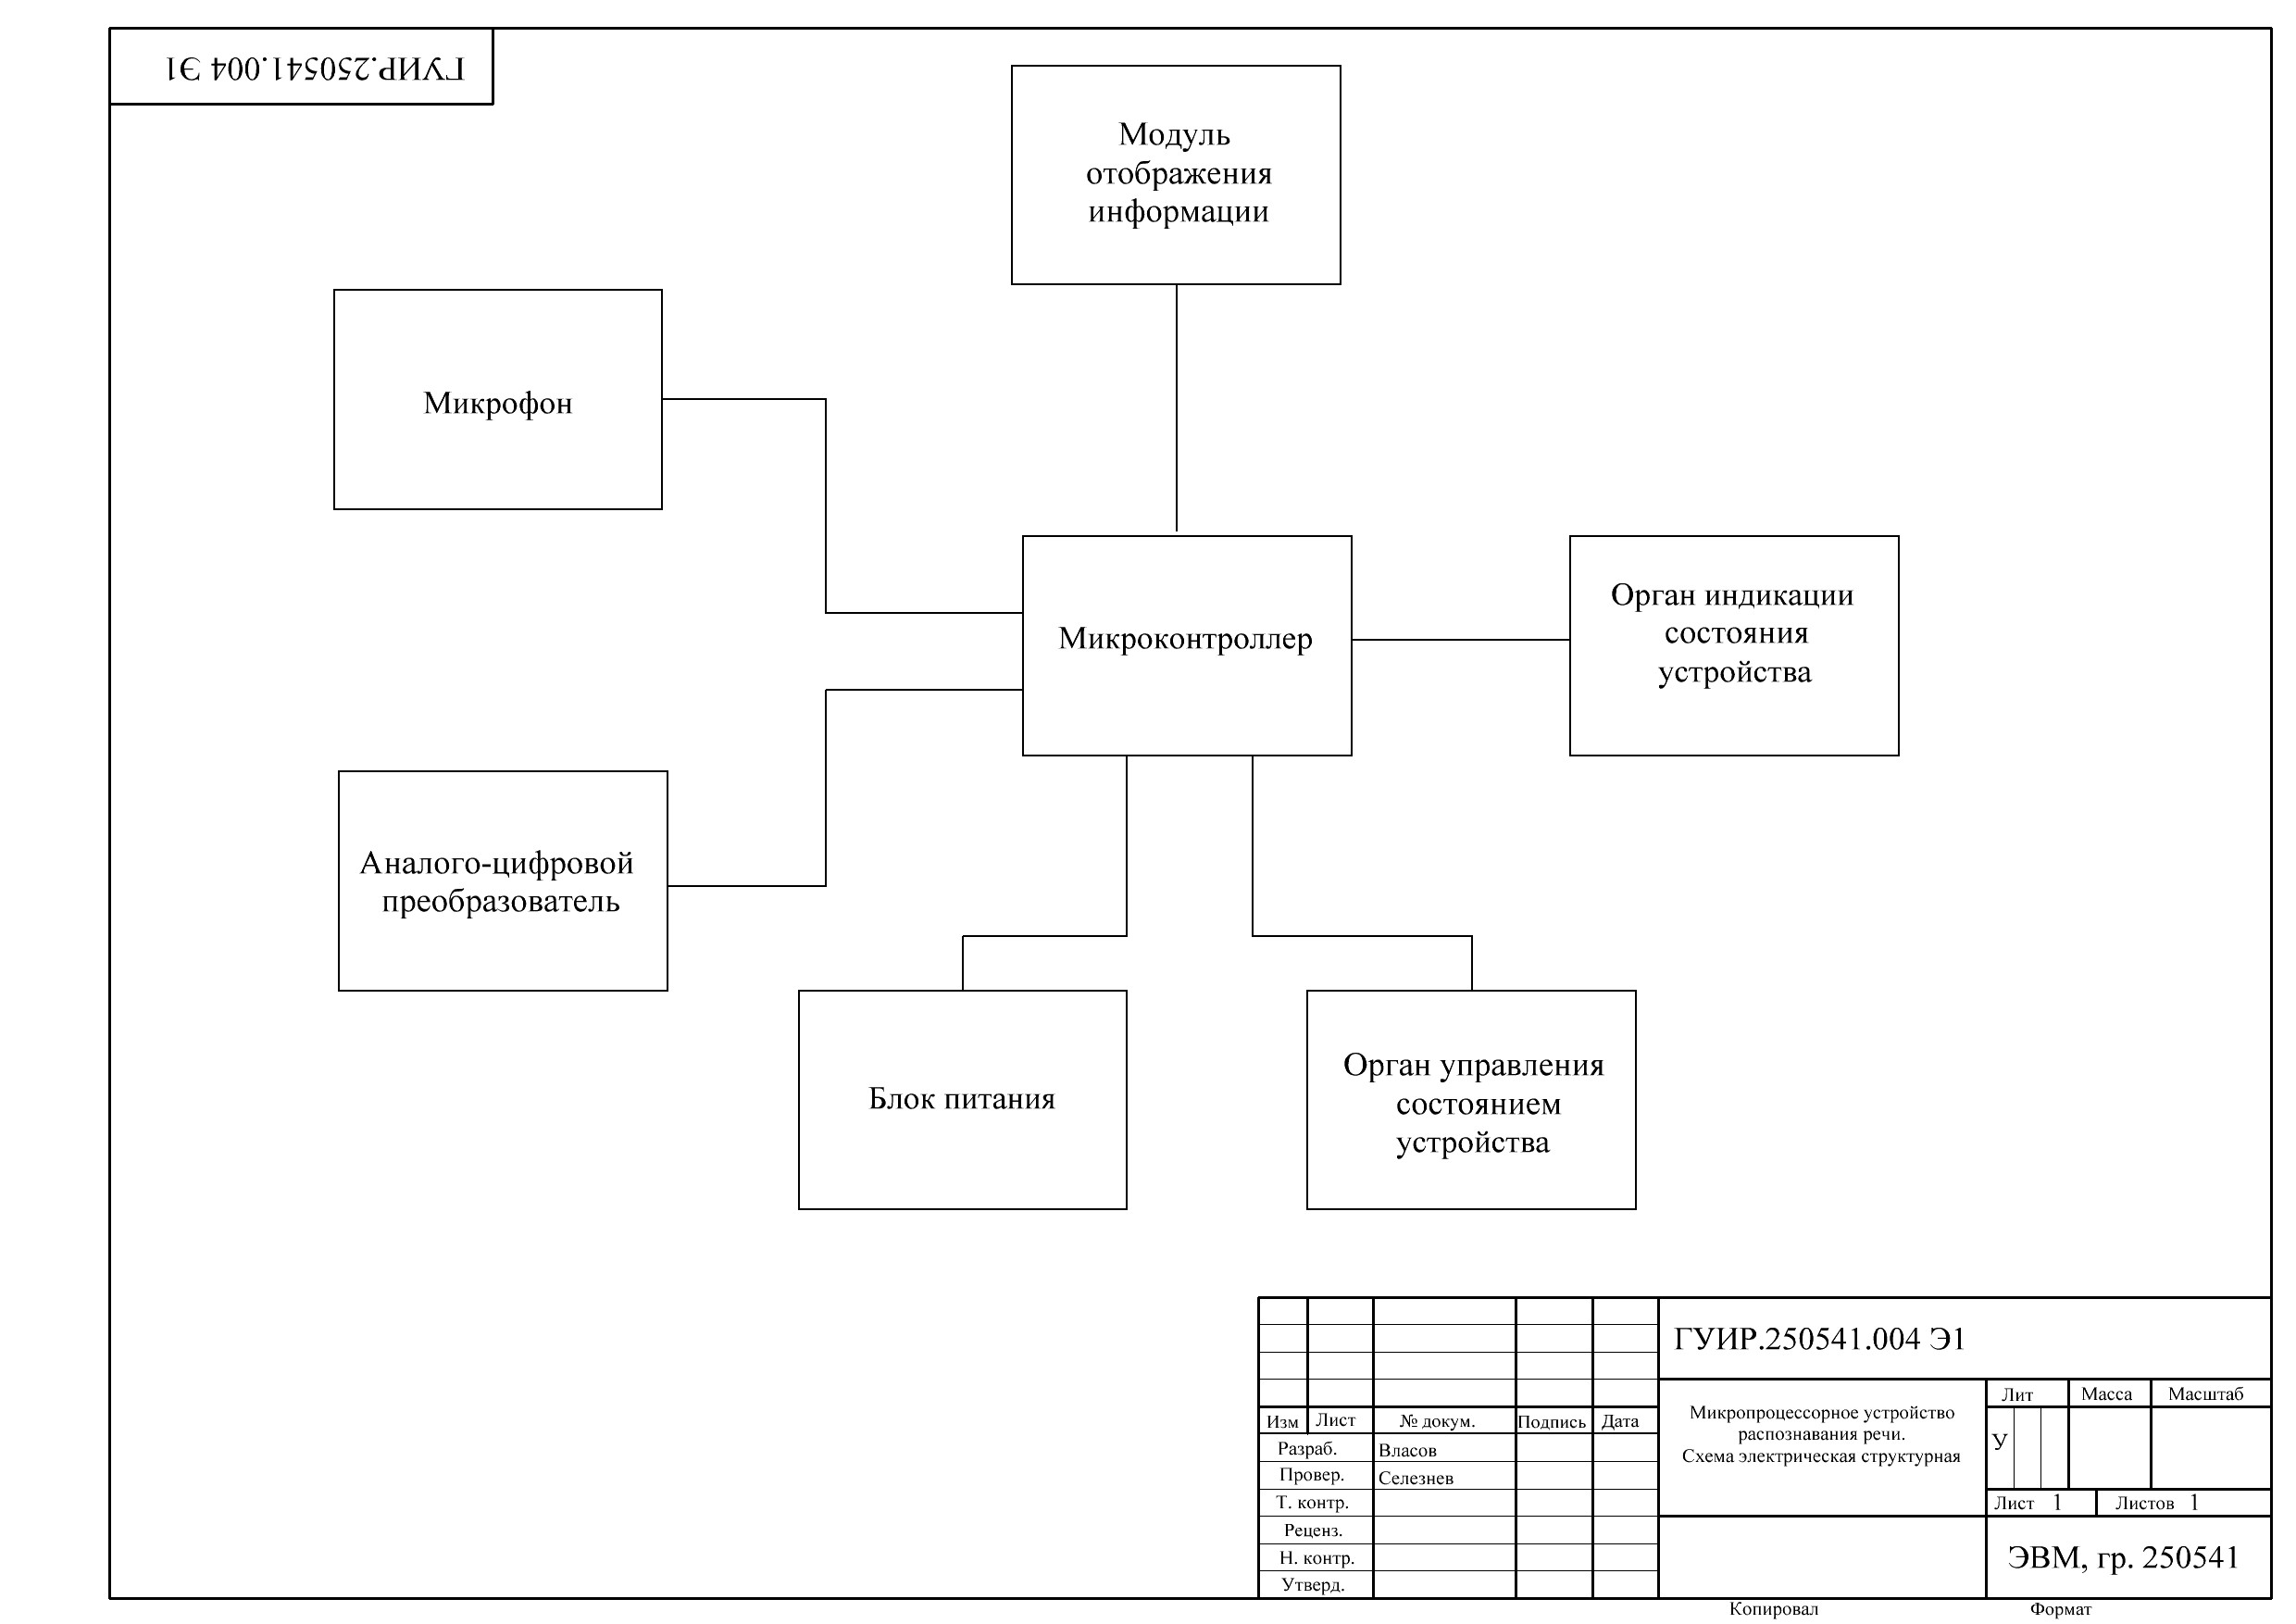 ГУИР.250541.004 Э1
Модуль
отображения
информации
Микрофон
Микроконтроллер
Орган индикации
состояния
устройства
Аналого-цифровой
преобразователь
Блок питания
Орган управления
состоянием
устройства
ГУИР.250541.004 Э1
Микропроцессорное устройство
распознавания речи.
Схема электрическая структурная
Лит Масса Масштаб
У
Лист 1 Листов 1
ЭВМ, гр. 250541
Изм Лист № докум. Подпись Дата
Разраб. Власов
Провер. Селезнев
Т. контр.
Реценз.
Н. контр.
Утверд.
Копировал Формат